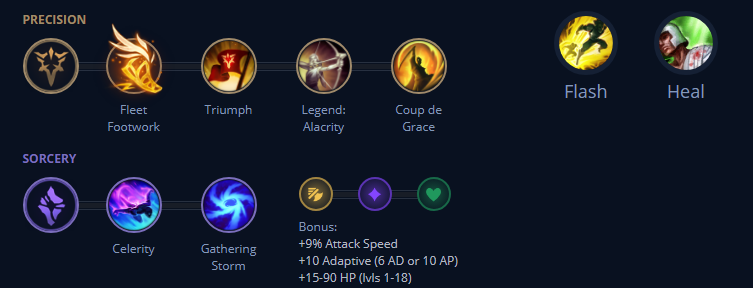 PRECISION
Fleet
Footwork
Triumph
Legend:
Alacrity
Coup de
Grace
Flash
Heal
SORCERY
Celerity
Gathering
Storm
Bonus:
+9% Attack Speed
+10 Adaptive (6 AD or 10 AP)
+15-90 HP (lvls 1-18)